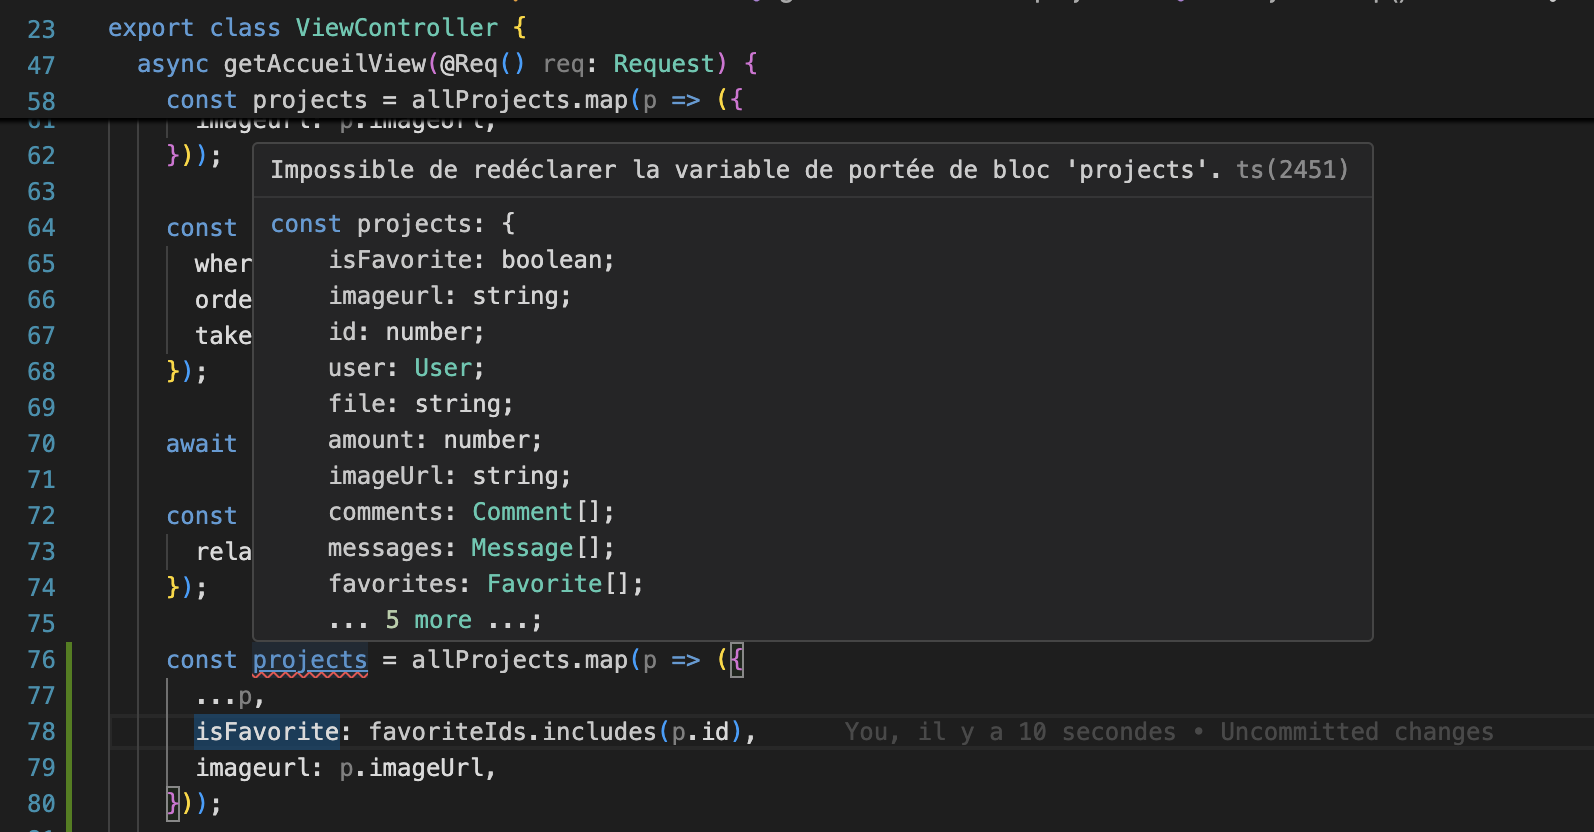 23 export class ViewController {
47 async getAccueilView(@Req() req: Request) {
58 const projects = allProjects.map(p => ({
61 imageurl: p.imageUrl,
62 }));
Impossible de redéclarer la variable de portée de bloc 'projects'. ts(2451)
63
const projects: {
64 const
isFavorite: boolean;
65 wher
imageurl: string;
66 orde
id: number;
67 take
user: User;
68 });
file: string;
69
amount: number;
70 await
imageUrl: string;
71
comments: Comment[];
72 const
messages: Message[];
73 rela
favorites: Favorite[];
74 });
... 5 more ...;
75
76 const projects = allProjects.map(p => ({
77 ...p,
78 isFavorite: favoriteIds.includes(p.id), You, il y a 10 secondes • Uncommitted changes
79 imageurl: p.imageUrl,
80 }));